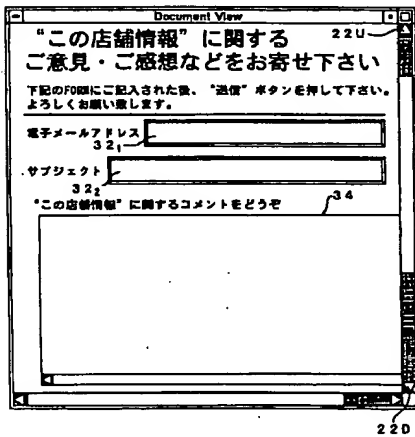 Document View
22U
“この店舗情報”に関する
ご意見・ご感想などをお寄せ下さい
下記のFORMにご記入された後、“送信”ボタンを押して下さい。
よろしくお願い致します。
電子メールアドレス
32₁
サブジェクト
32₂
“この店舗情報”に関するコメントをどうぞ
34
22D